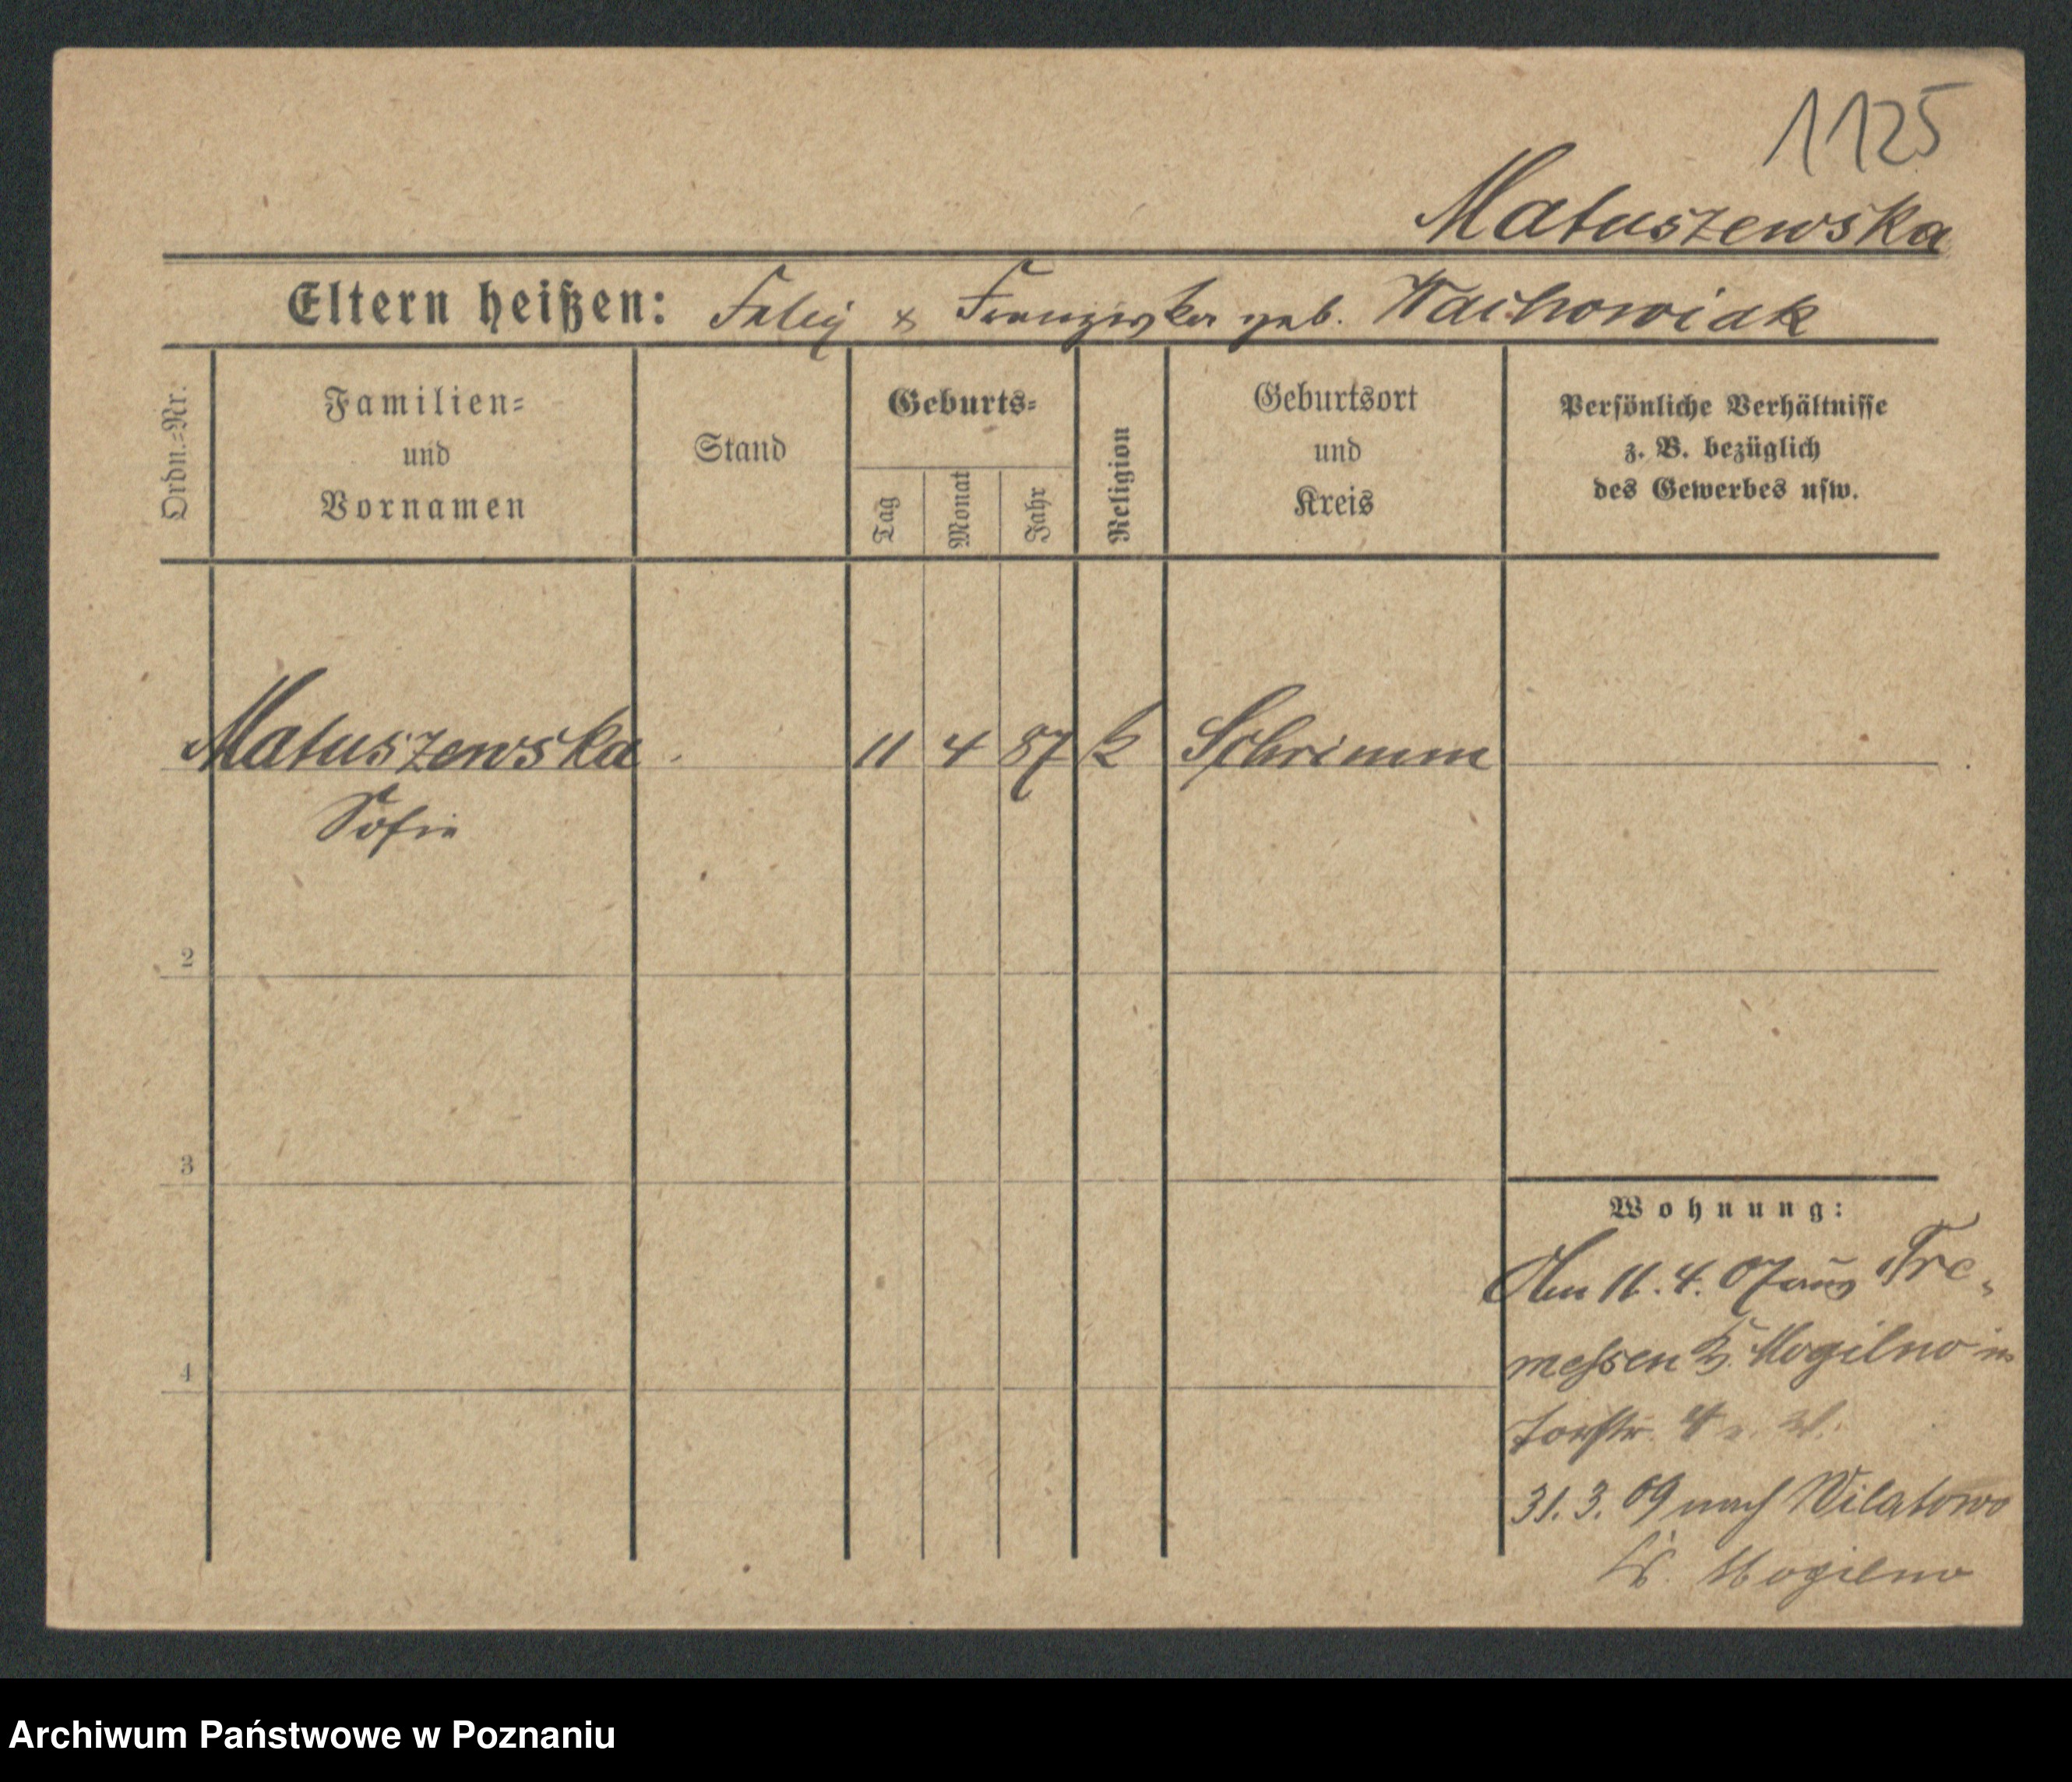 1125
Matuszewska
Eltern heißen: Felix & Franziska geb. Wachowiak
Ordn.-Nr.
Familien-
und
Vornamen
Stand
Geburts-
Tag
Monat
Jahr
Religion
Geburtsort
und
Kreis
Persönliche Verhältnisse
z. B. bezüglich
des Gewerbes usw.
Matuszewska 11 4 87 k Schrimm
Sofie
2
3
4
Wohnung:
Am 11. 4. 07 aus Tre-
messen Kr. Mogilno in
Torstr. 4
31. 3. 09 nach Wilatowo
Kr. Mogilno
Archiwum Państwowe w Poznaniu